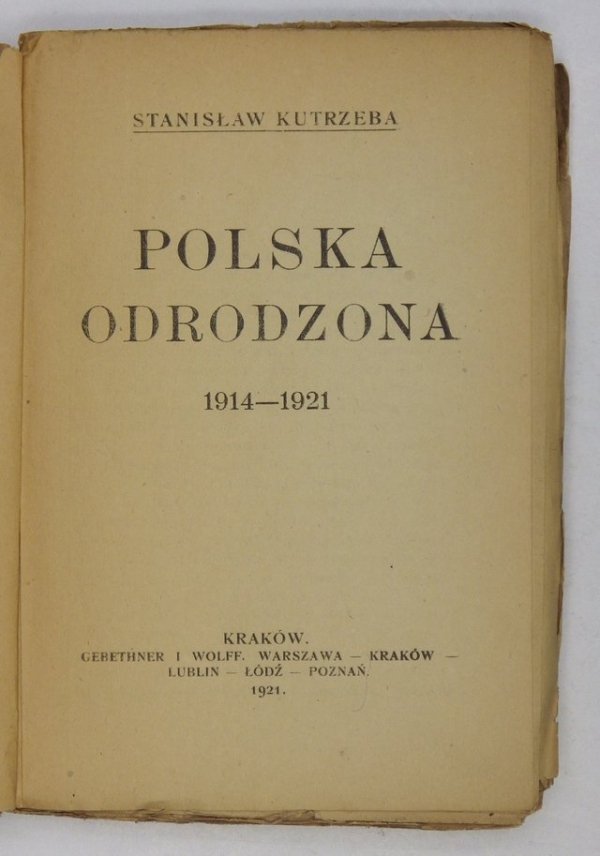 STANISŁAW KUTRZEBA
POLSKA
ODRODZONA
1914—1921
KRAKÓW.
GEBETHNER I WOLFF. WARSZAWA — KRAKÓW —
LUBLIN — ŁÓDŹ — POZNAŃ.
1921.